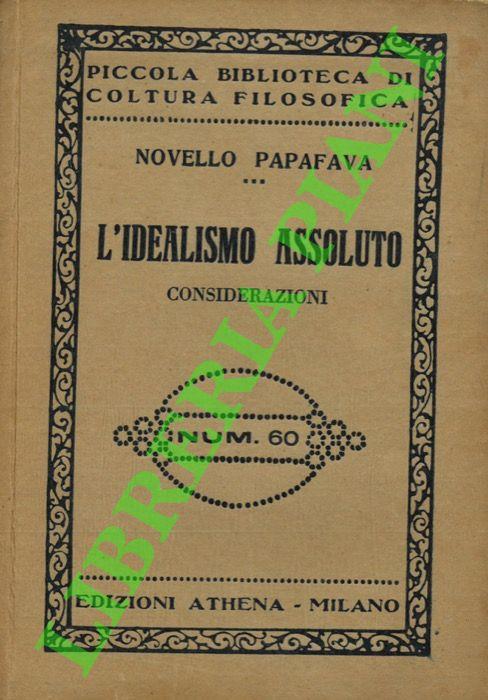 PICCOLA BIBLIOTECA DI
COLTURA FILOSOFICA
NOVELLO PAPAFAVA
L'IDEALISMO ASSOLUTO
CONSIDERAZIONI
NUM. 60
EDIZIONI ATHENA - MILANO
LIBRERIA PIANI